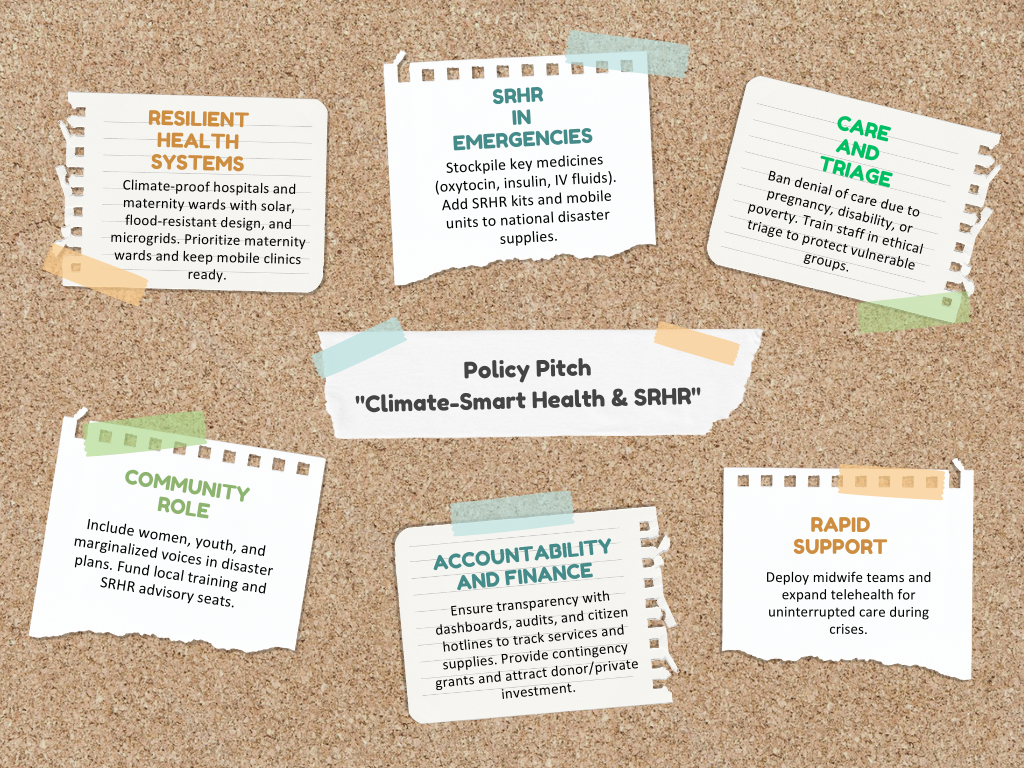 RESILIENT
HEALTH
SYSTEMS
Climate-proof hospitals and
maternity wards with solar,
flood-resistant design, and
microgrids. Prioritize maternity
wards and keep mobile clinics
ready.
SRHR
IN
EMERGENCIES
Stockpile key medicines
(oxytocin, insulin, IV fluids).
Add SRHR kits and mobile
units to national disaster
supplies.
CARE
AND
TRIAGE
Ban denial of care due to
pregnancy, disability, or
poverty. Train staff in ethical
triage to protect vulnerable
groups.
Policy Pitch
"Climate-Smart Health & SRHR"
COMMUNITY
ROLE
Include women, youth, and
marginalized voices in disaster
plans. Fund local training and
SRHR advisory seats.
ACCOUNTABILITY
AND FINANCE
Ensure transparency with
dashboards, audits, and citizen
hotlines to track services and
supplies. Provide contingency
grants and attract donor/private
investment.
RAPID
SUPPORT
Deploy midwife teams and
expand telehealth for
uninterrupted care during
crises.